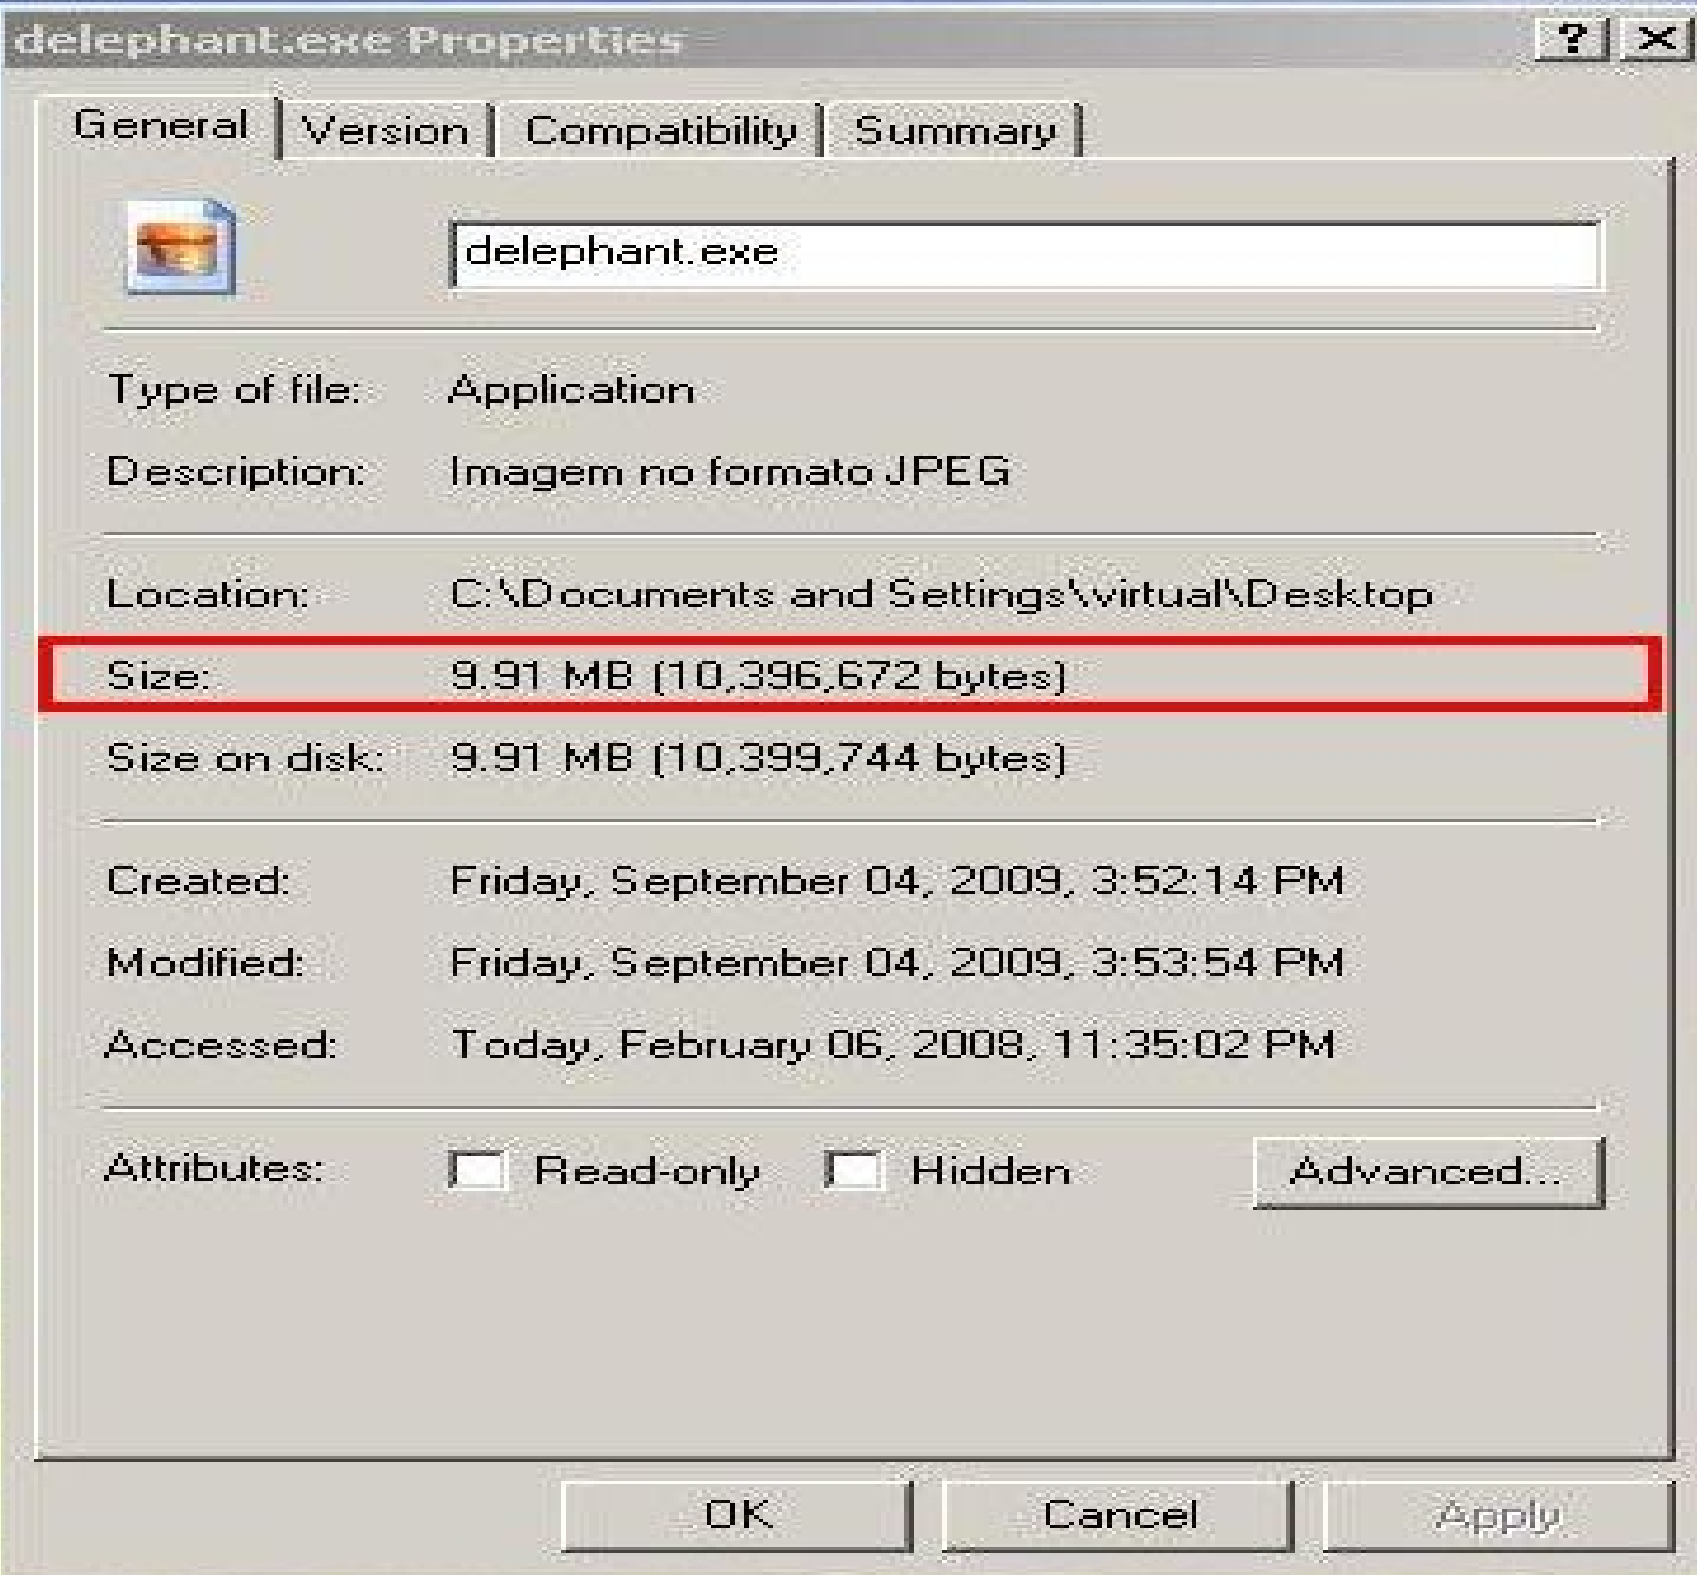 delephant.exe Properties
General Version Compatibility Summary
delephant.exe
Type of file: Application
Description: Imagem no formato JPEG
Location: C:\Documents and Settings\virtual\Desktop
Size: 9.91 MB (10,396,672 bytes)
Size on disk: 9.91 MB (10,399,744 bytes)
Created: Friday, September 04, 2009, 3:52:14 PM
Modified: Friday, September 04, 2009, 3:53:54 PM
Accessed: Today, February 06, 2008, 11:35:02 PM
Attributes: Read-only Hidden Advanced...
OK Cancel Apply